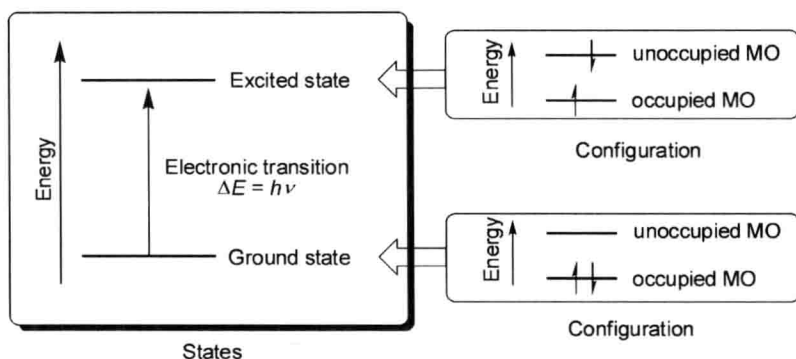 Energy
Excited state
Electronic transition
ΔE = hν
Ground state
States
Energy
unoccupied MO
occupied MO
Configuration
Energy
unoccupied MO
occupied MO
Configuration